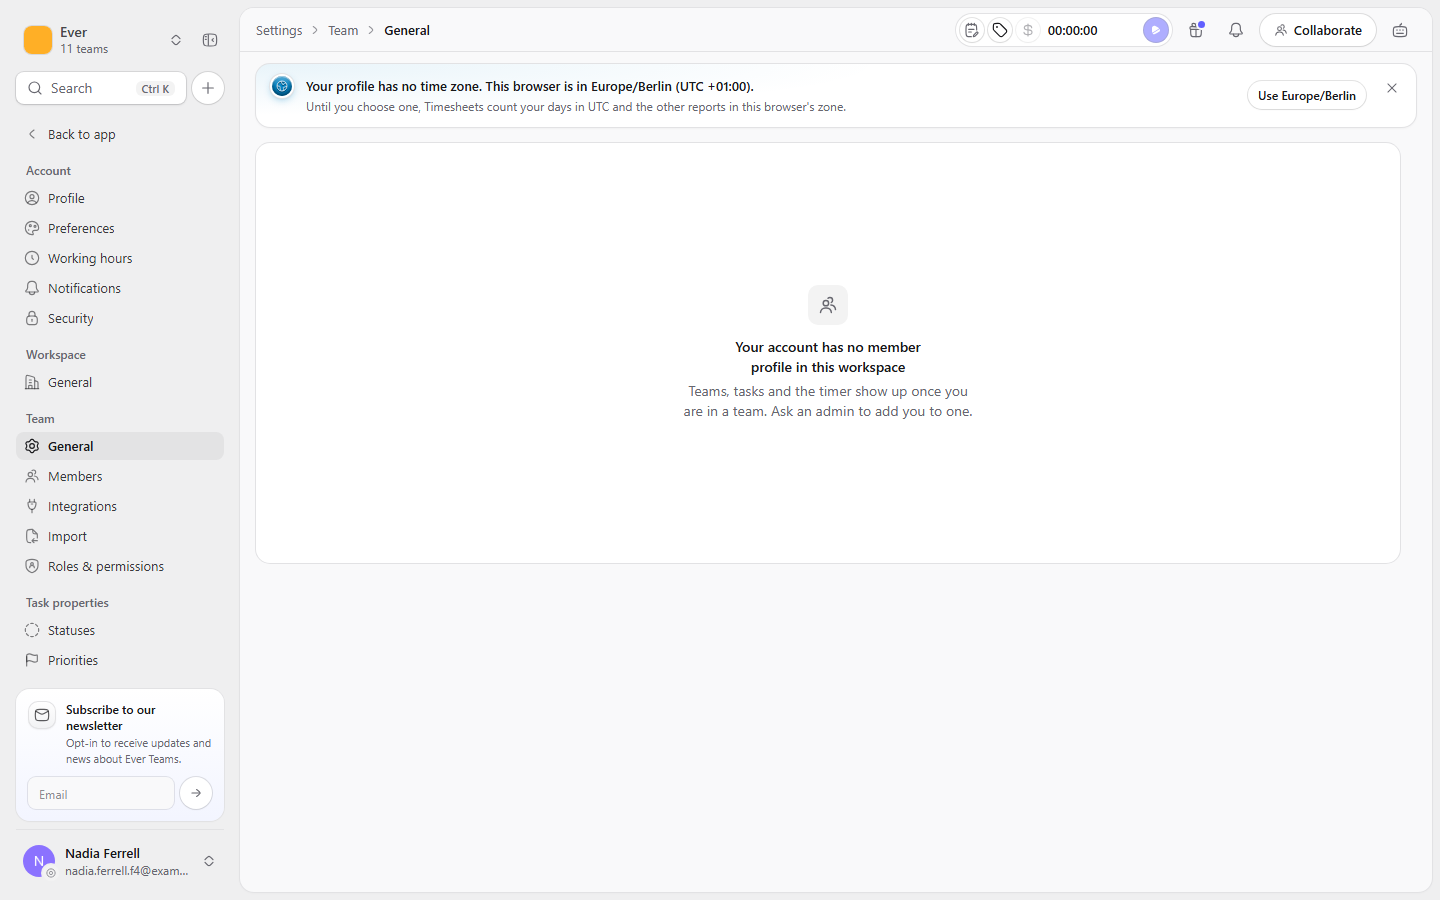 Ever
11 teams
Search
Ctrl K
Back to app
Account
Profile
Preferences
Working hours
Notifications
Security
Workspace
General
Team
General
Members
Integrations
Import
Roles & permissions
Task properties
Statuses
Priorities
Subscribe to our
newsletter
Opt-in to receive updates and
news about Ever Teams.
Email
N
Nadia Ferrell
nadia.ferrell.f4@exam...
Settings
Team
General
$
00:00:00
Collaborate
Your profile has no time zone. This browser is in Europe/Berlin (UTC +01:00).
Until you choose one, Timesheets count your days in UTC and the other reports in this browser's zone.
Use Europe/Berlin
Your account has no member
profile in this workspace
Teams, tasks and the timer show up once you
are in a team. Ask an admin to add you to one.